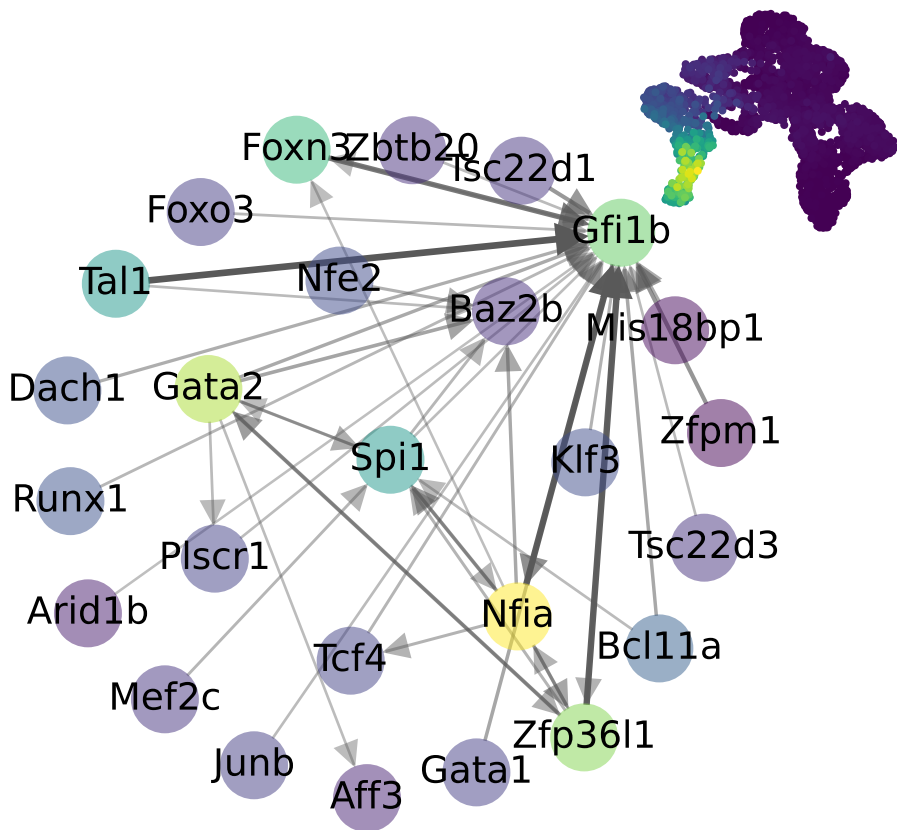 Foxn3
Zbtb20
Tsc22d1
Foxo3
Gfi1b
Tal1
Nfe2
Baz2b
Mis18bp1
Dach1
Gata2
Zfpm1
Spi1
Klf3
Runx1
Plscr1
Tsc22d3
Arid1b
Nfia
Bcl11a
Tcf4
Mef2c
Zfp36l1
Junb
Gata1
Aff3